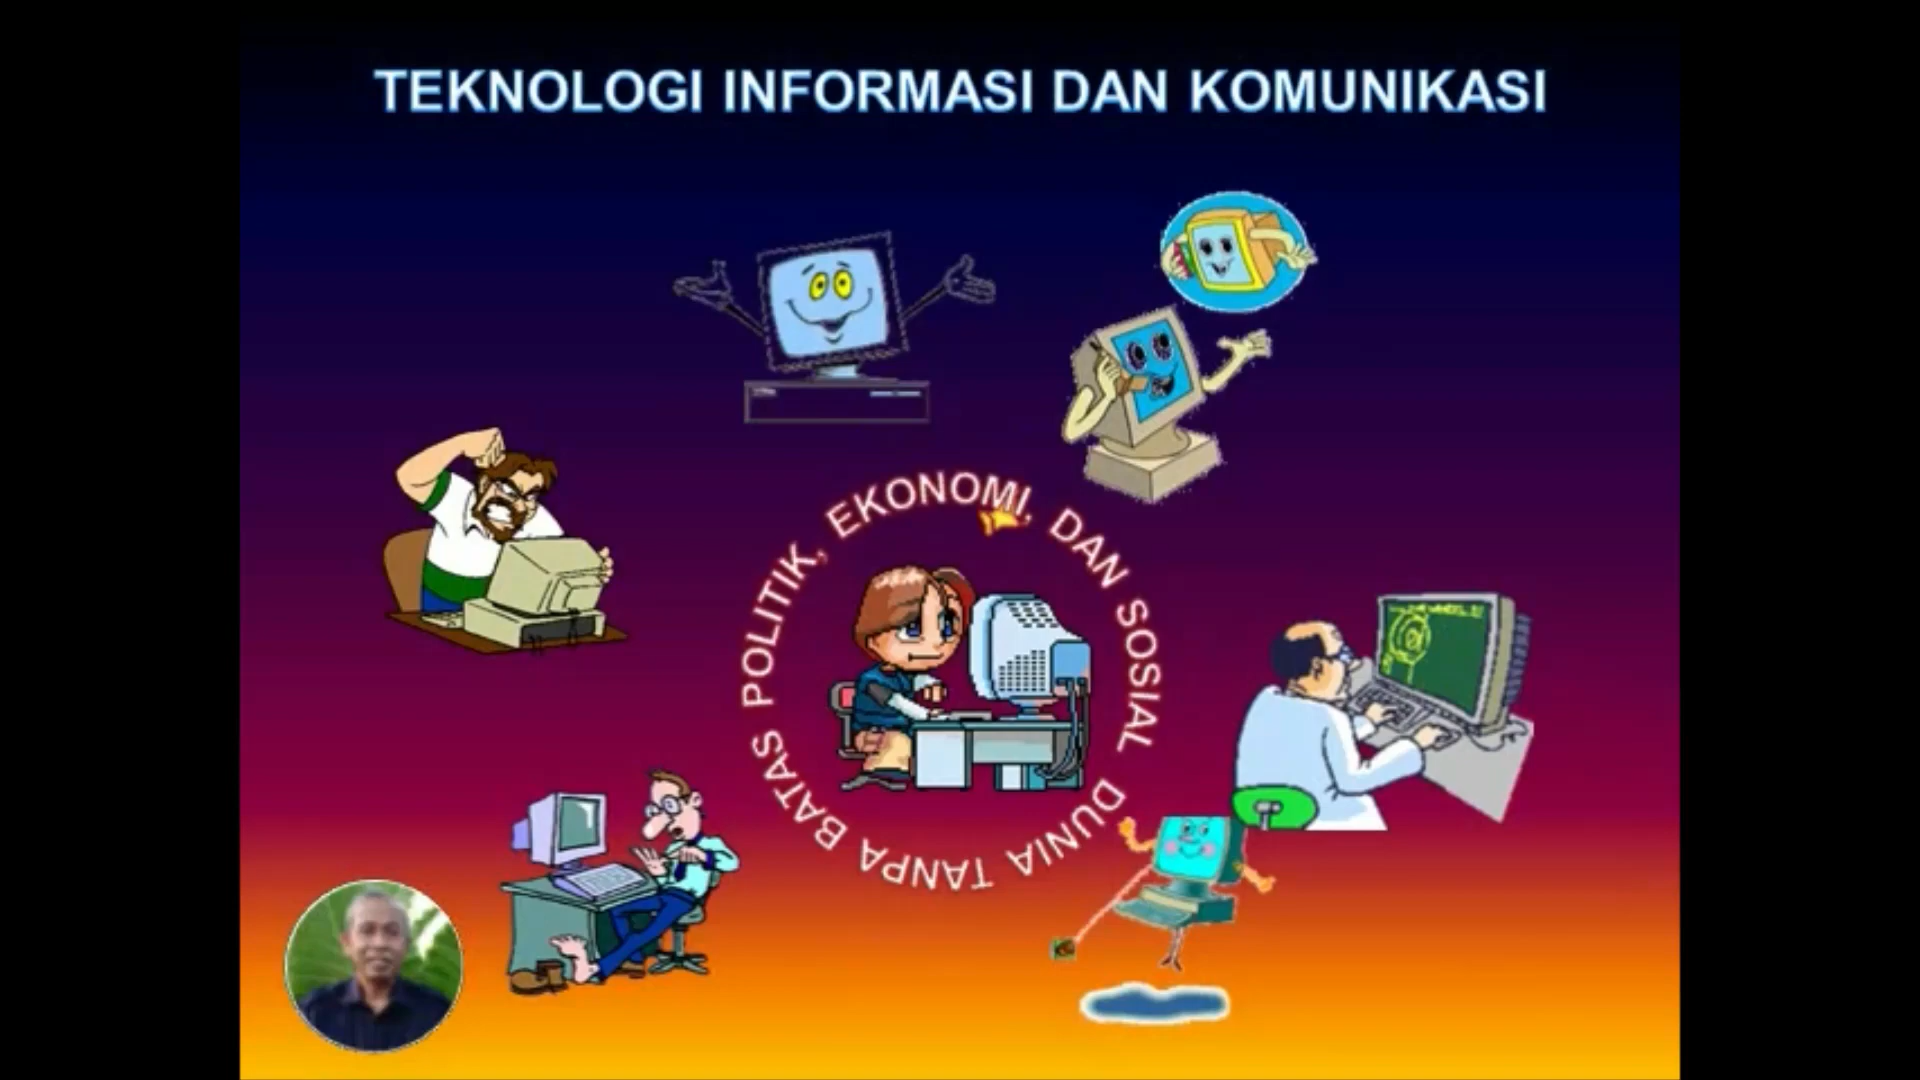 TEKNOLOGI INFORMASI DAN KOMUNIKASI
DUNIA TANPA BATAS POLITIK, EKONOMI, DAN SOSIAL